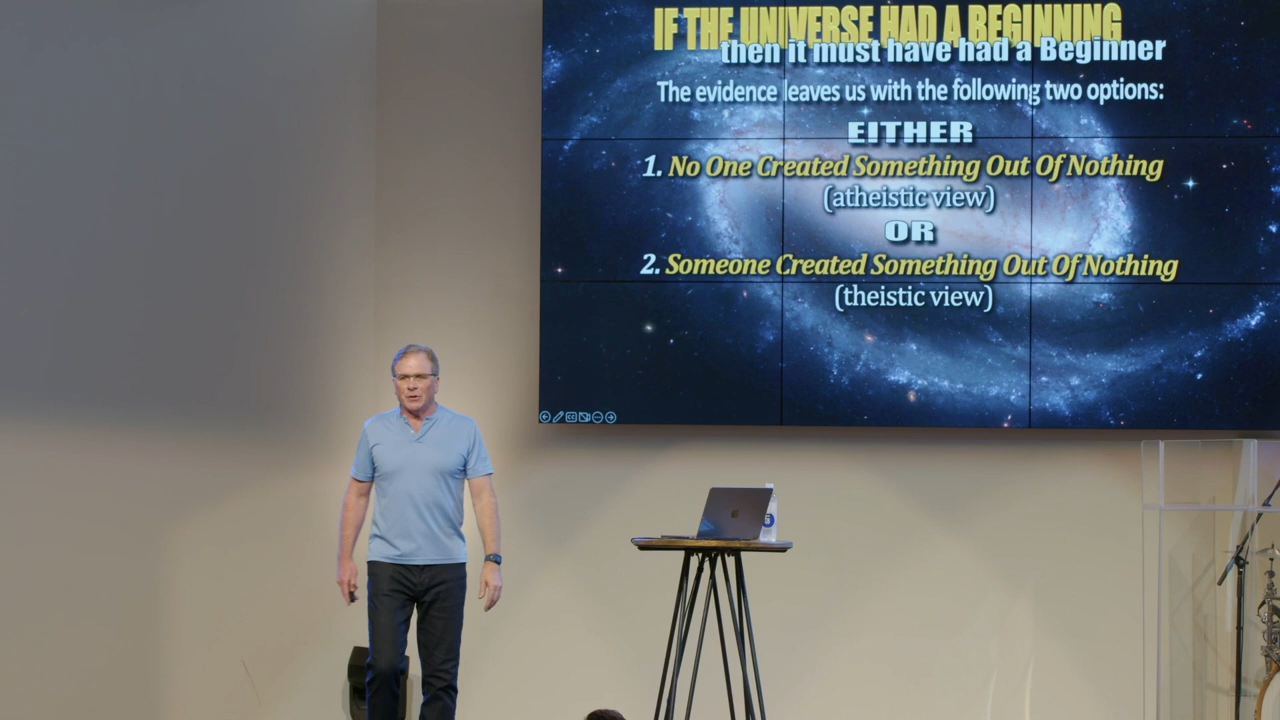 IF THE UNIVERSE HAD A BEGINNING
then it must have had a Beginner
The evidence leaves us with the following two options:
EITHER
1. No One Created Something Out Of Nothing
(atheistic view)
OR
2. Someone Created Something Out Of Nothing
(theistic view)
CC